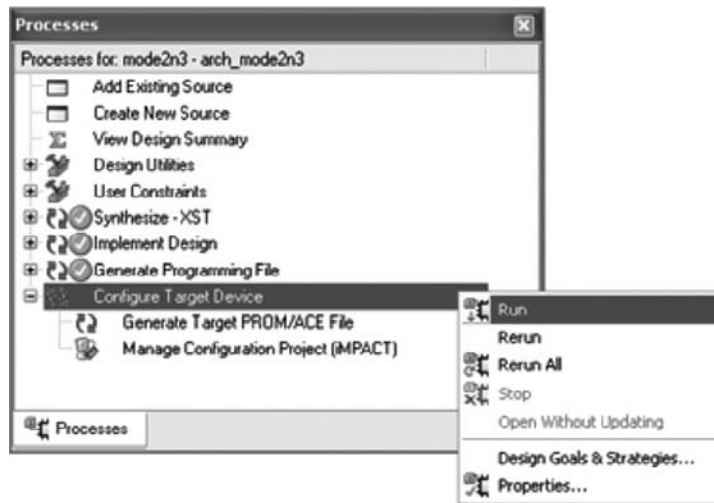 Processes
Processes for: mode2n3 - arch_mode2n3
Add Existing Source
Create New Source
View Design Summary
Design Utilities
User Constraints
Synthesize - XST
Implement Design
Generate Programming File
Configure Target Device
Generate Target PROM/ACE File
Manage Configuration Project (iMPACT)
Processes
Run
Rerun
Rerun All
Stop
Open Without Updating
Design Goals & Strategies...
Properties...